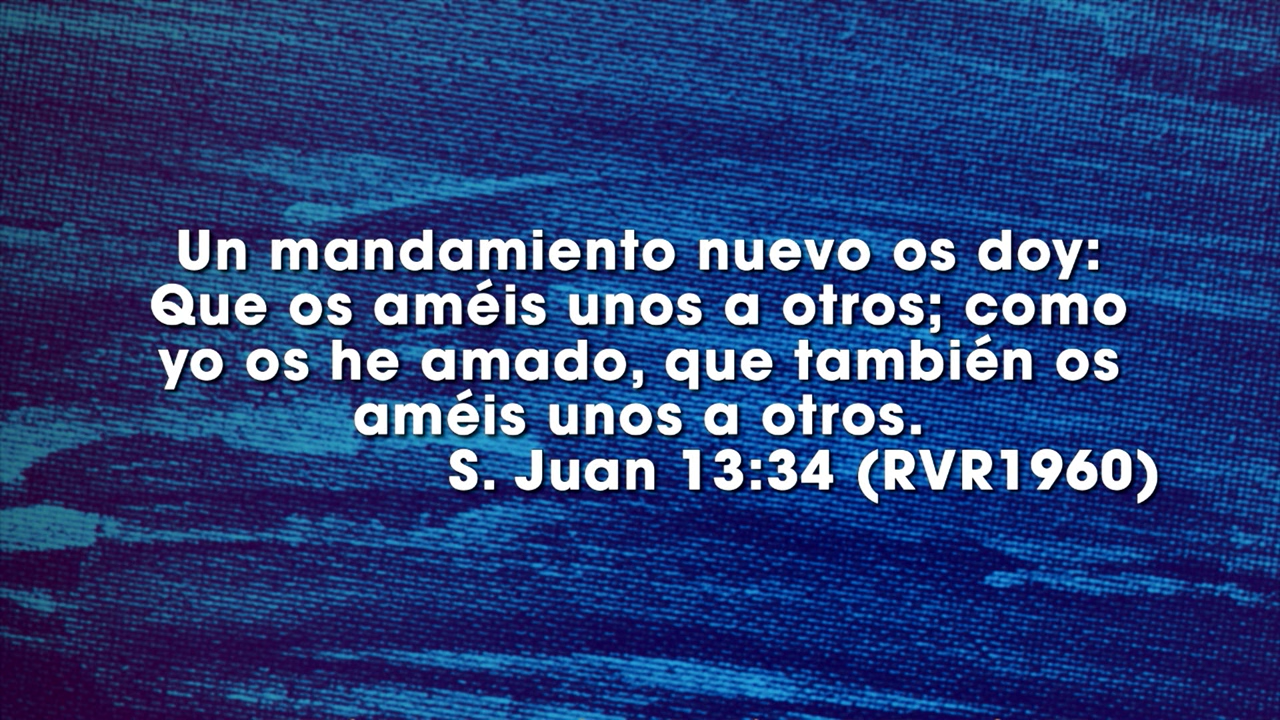 Un mandamiento nuevo os doy:
Que os améis unos a otros; como
yo os he amado, que también os
améis unos a otros.
S. Juan 13:34 (RVR1960)